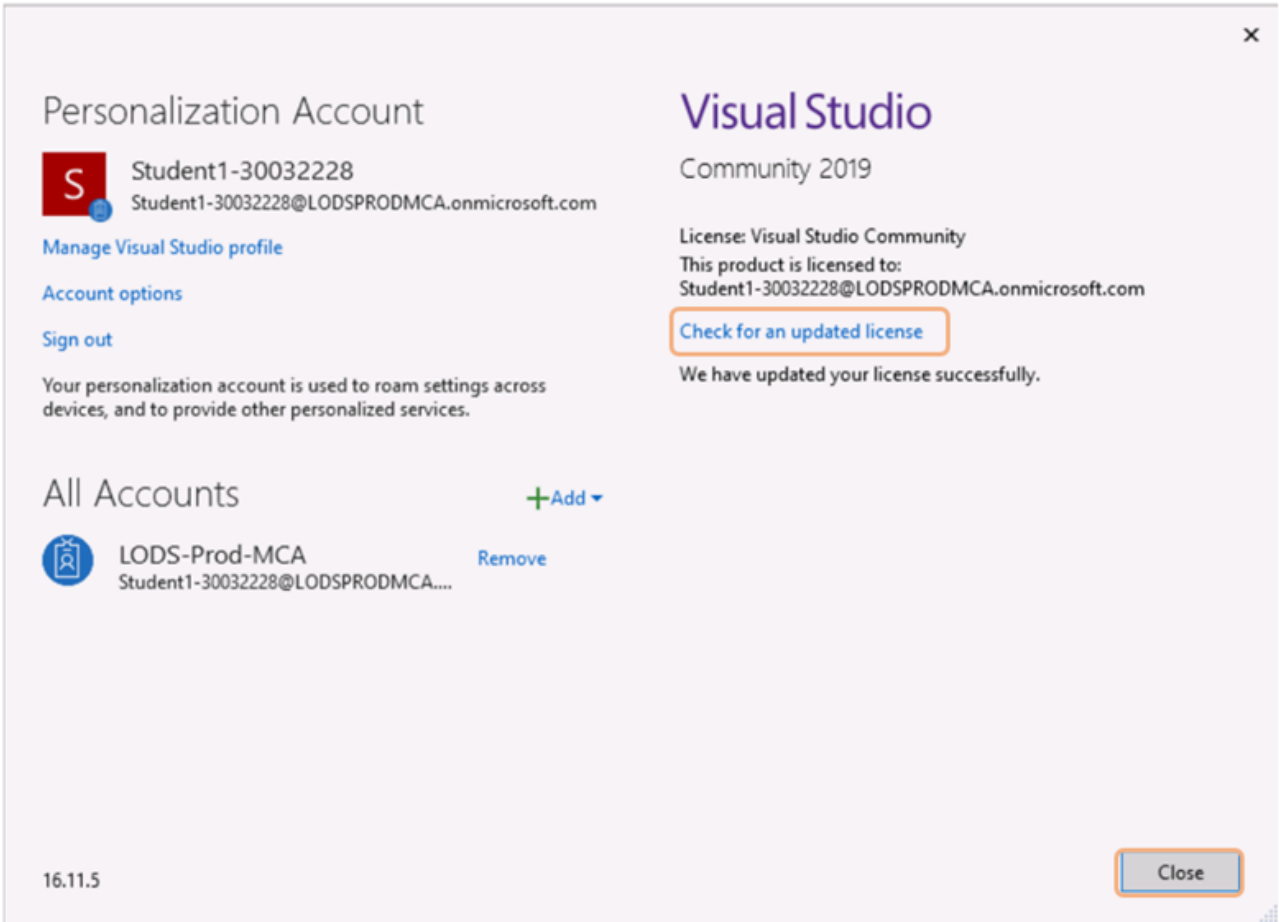 Personalization Account
S
Student1-30032228
Student1-30032228@LODSPRODMCA.onmicrosoft.com
Manage Visual Studio profile
Account options
Sign out
Your personalization account is used to roam settings across
devices, and to provide other personalized services.
All Accounts
Add
LODS-Prod-MCA
Remove
Student1-30032228@LODSPRODMCA....
16.11.5
Visual Studio
Community 2019
License: Visual Studio Community
This product is licensed to:
Student1-30032228@LODSPRODMCA.onmicrosoft.com
Check for an updated license
We have updated your license successfully.
Close